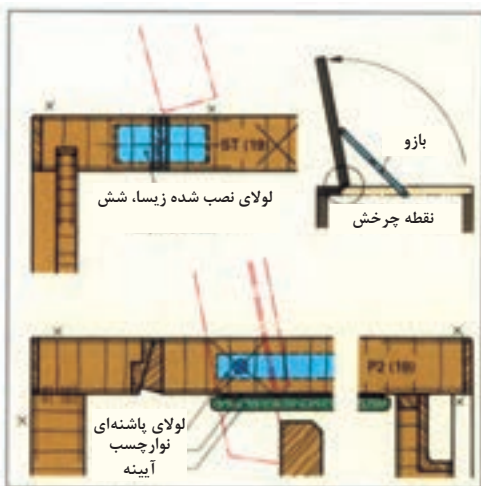 ST (19)
بازو
لولای نصب شده زیسا، شش
نقطه چرخش
P2 (19)
لولای پاشنه‌ای
نوارچسب
آیینه